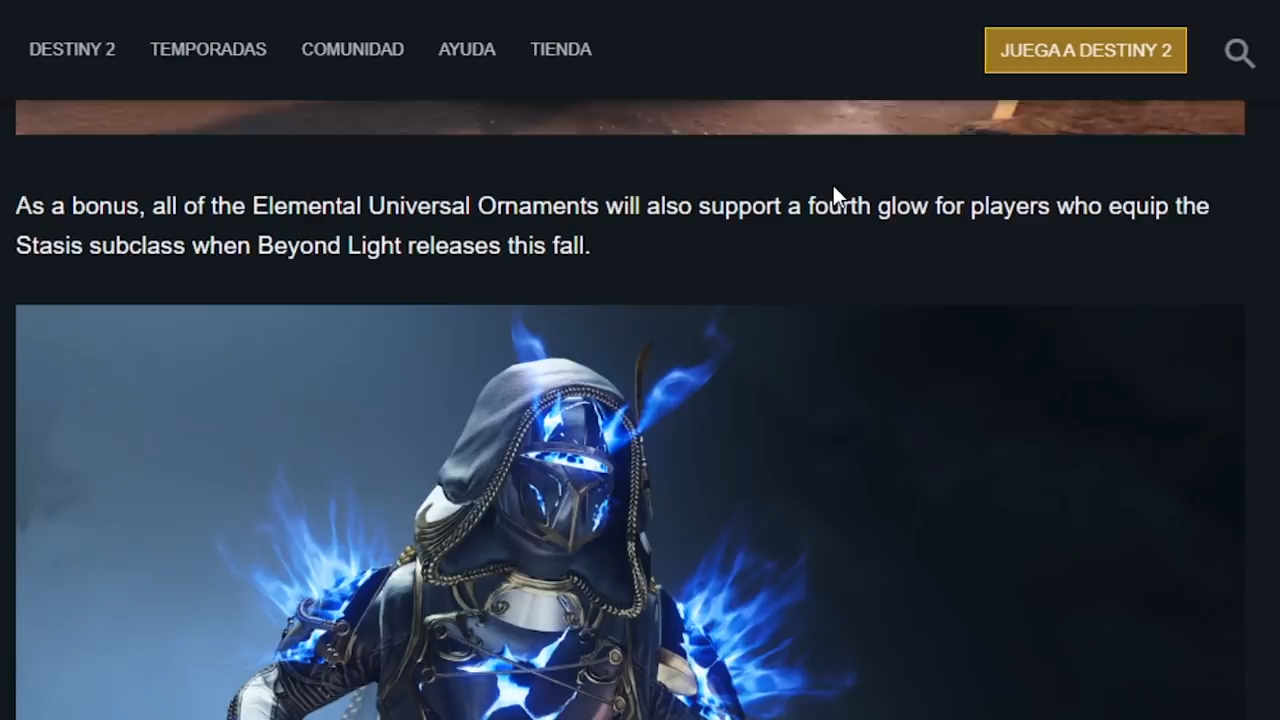 DESTINY 2 TEMPORADAS COMUNIDAD AYUDA TIENDA JUEGA A DESTINY 2
As a bonus, all of the Elemental Universal Ornaments will also support a fourth glow for players who equip the
Stasis subclass when Beyond Light releases this fall.